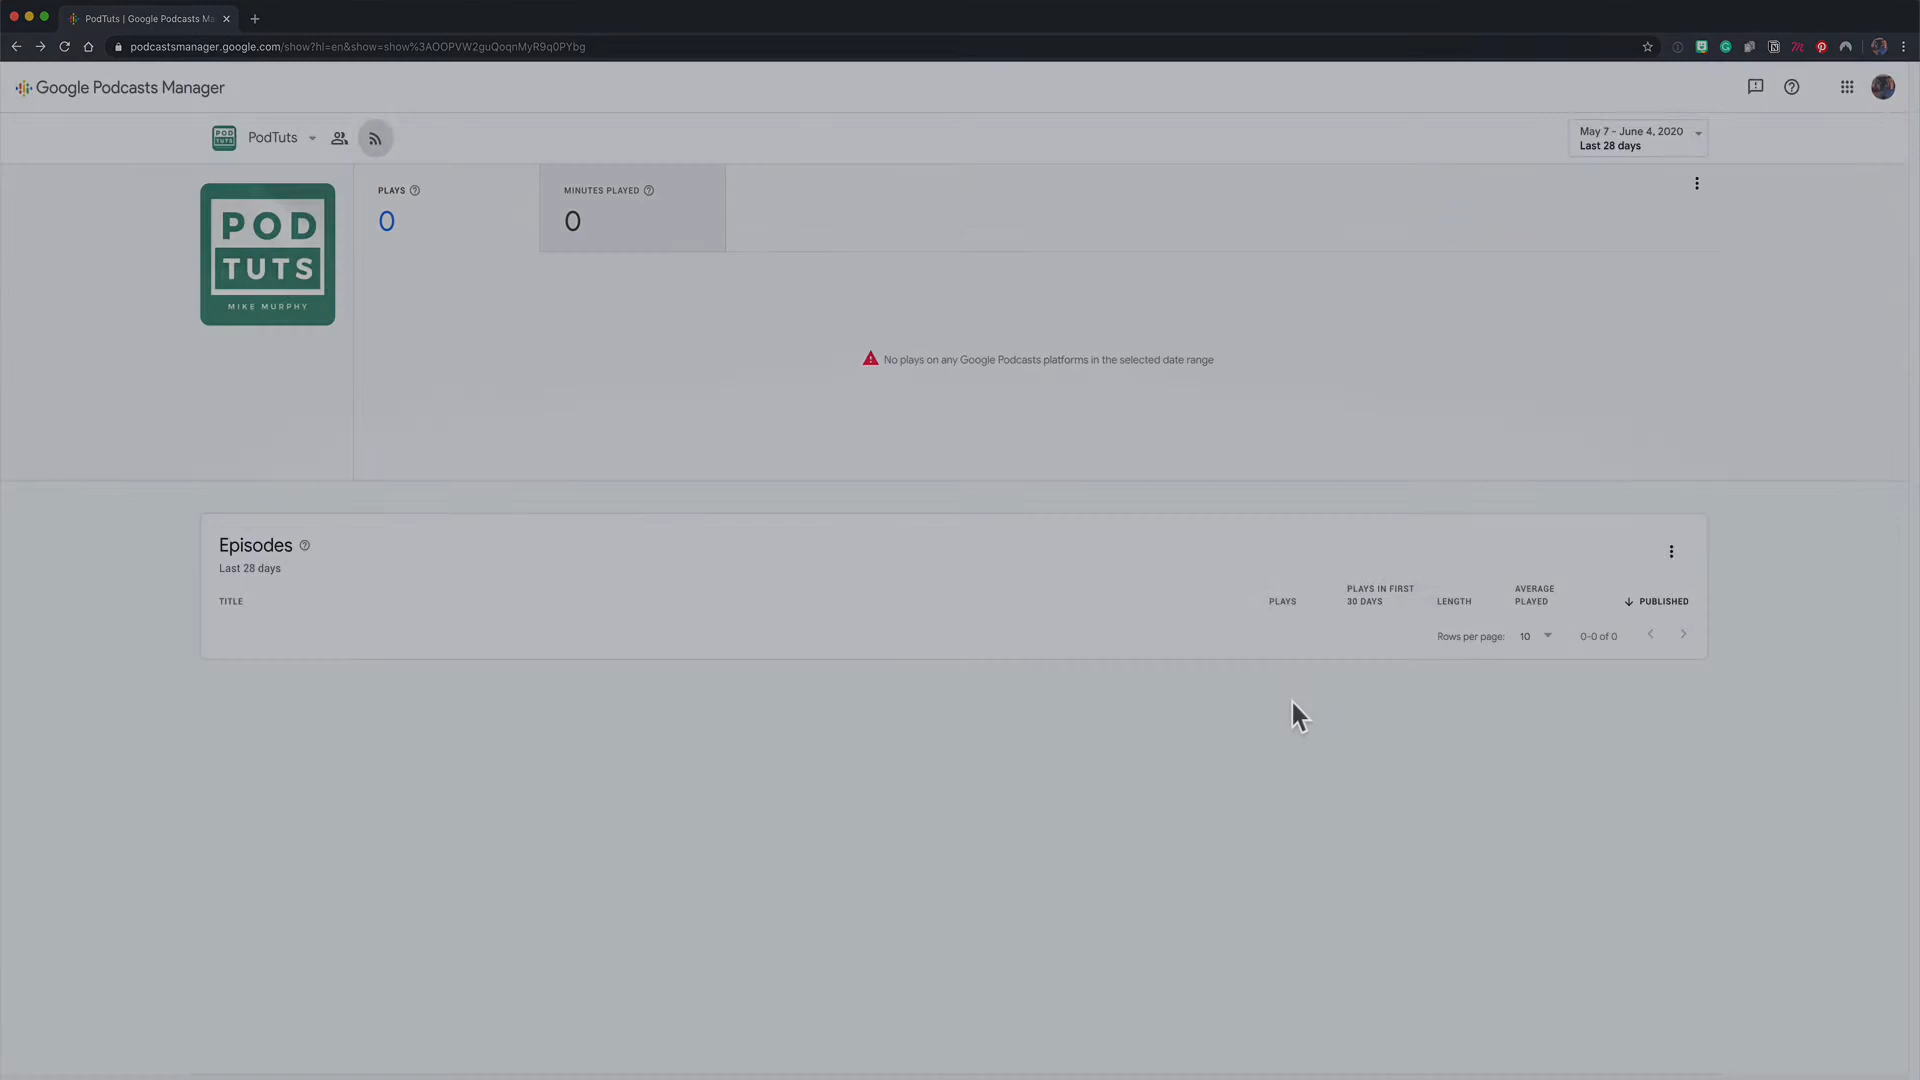 PodTuts | Google Podcasts Ma
podcastsmanager.google.com/show?hl=en&show=show%3AOOPVW2guQoqnMyR9q0PYbg
Google Podcasts Manager
POD
TUTS
PodTuts
May 7 - June 4, 2020
Last 28 days
POD
TUTS
MIKE MURPHY
PLAYS
0
MINUTES PLAYED
0
No plays on any Google Podcasts platforms in the selected date range
Episodes
Last 28 days
TITLE
PLAYS
PLAYS IN FIRST
30 DAYS
LENGTH
AVERAGE
PLAYED
PUBLISHED
Rows per page: 10
0-0 of 0